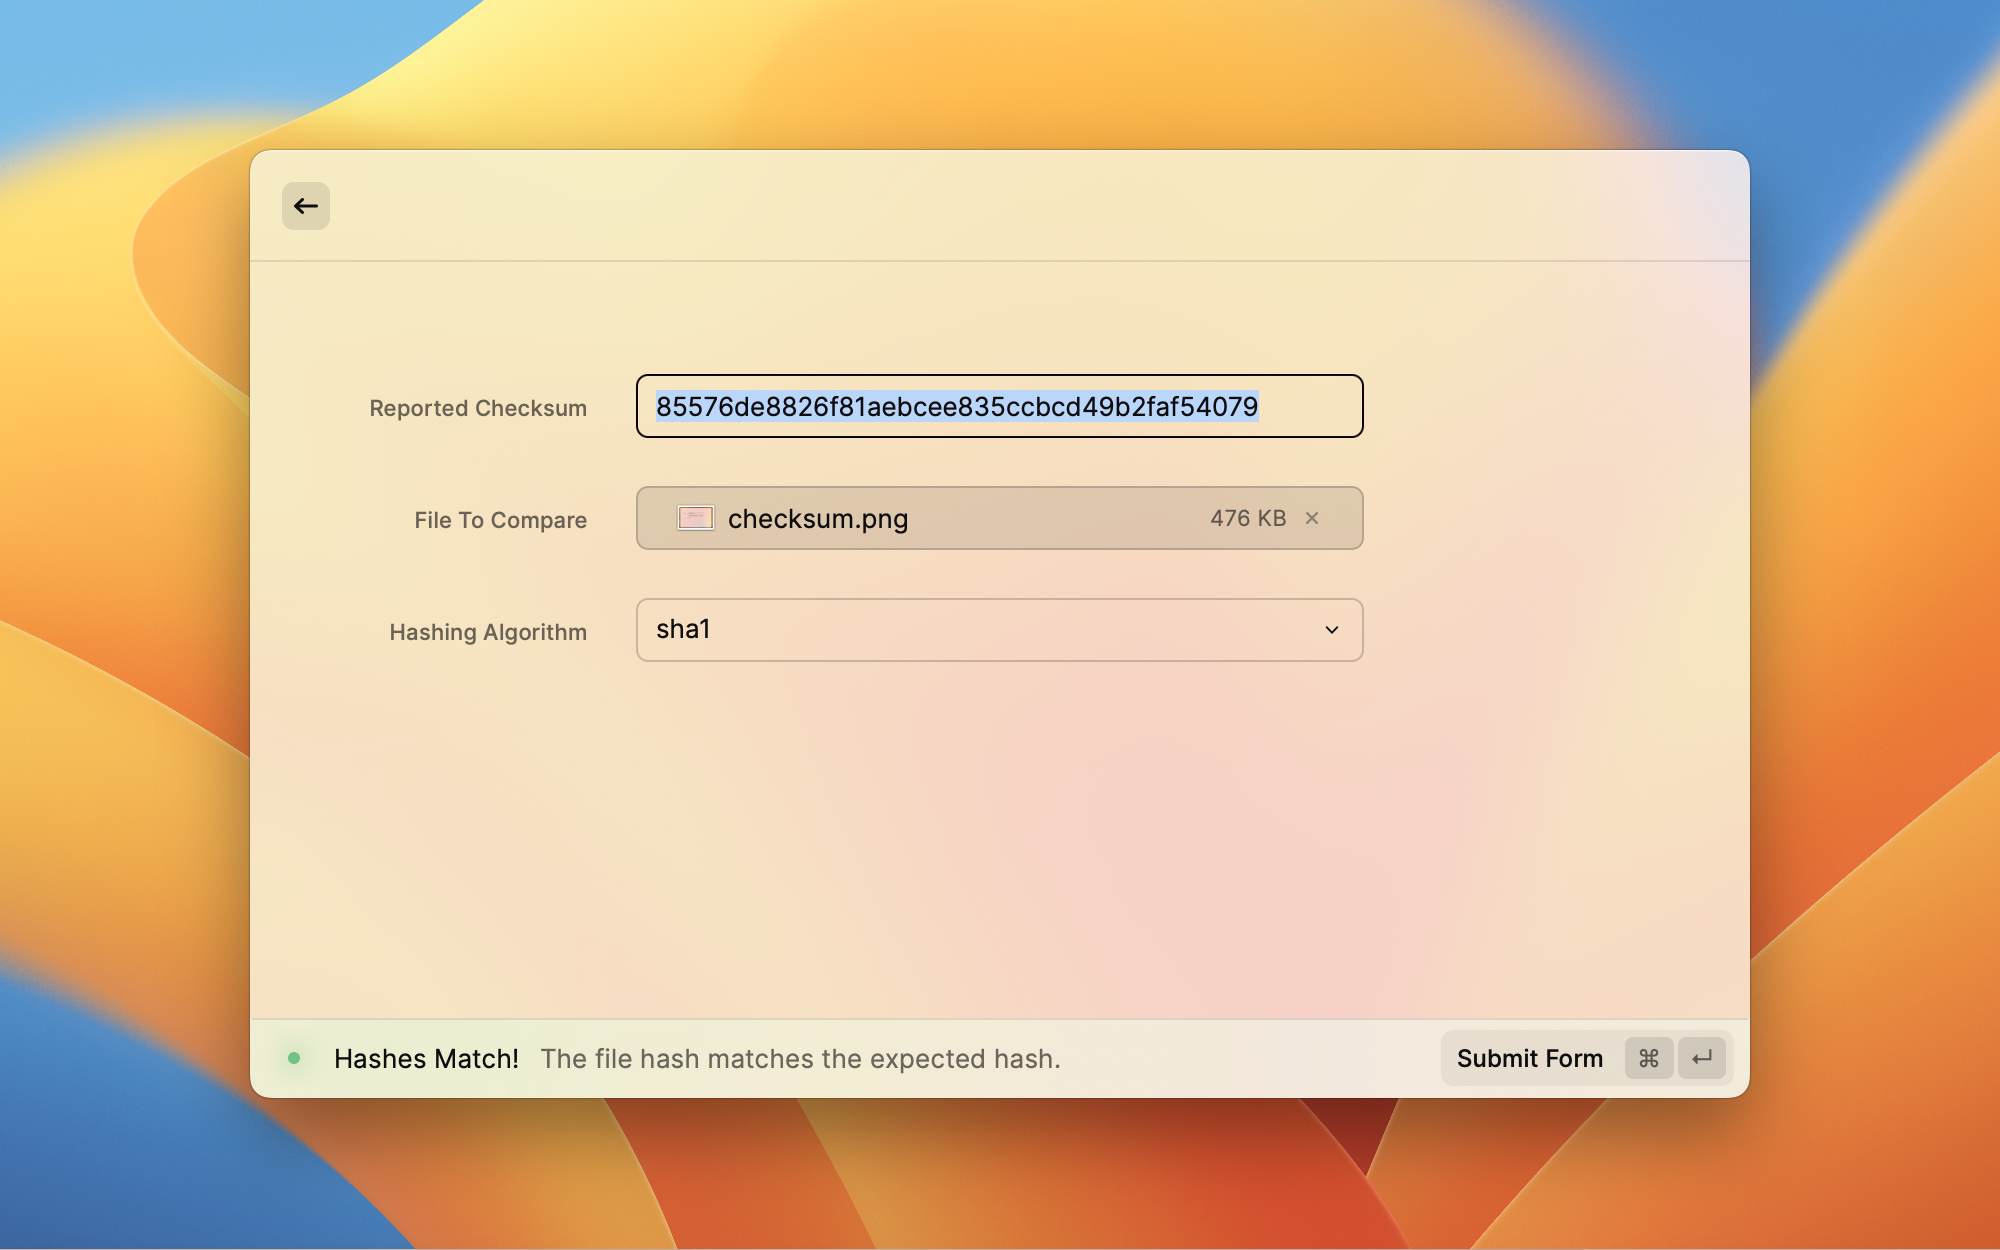 Reported Checksum 85576de8826f81aebcee835ccbcd49b2faf54079
File To Compare checksum.png 476 KB
Hashing Algorithm sha1
Hashes Match! The file hash matches the expected hash. Submit Form ⌘ ↵